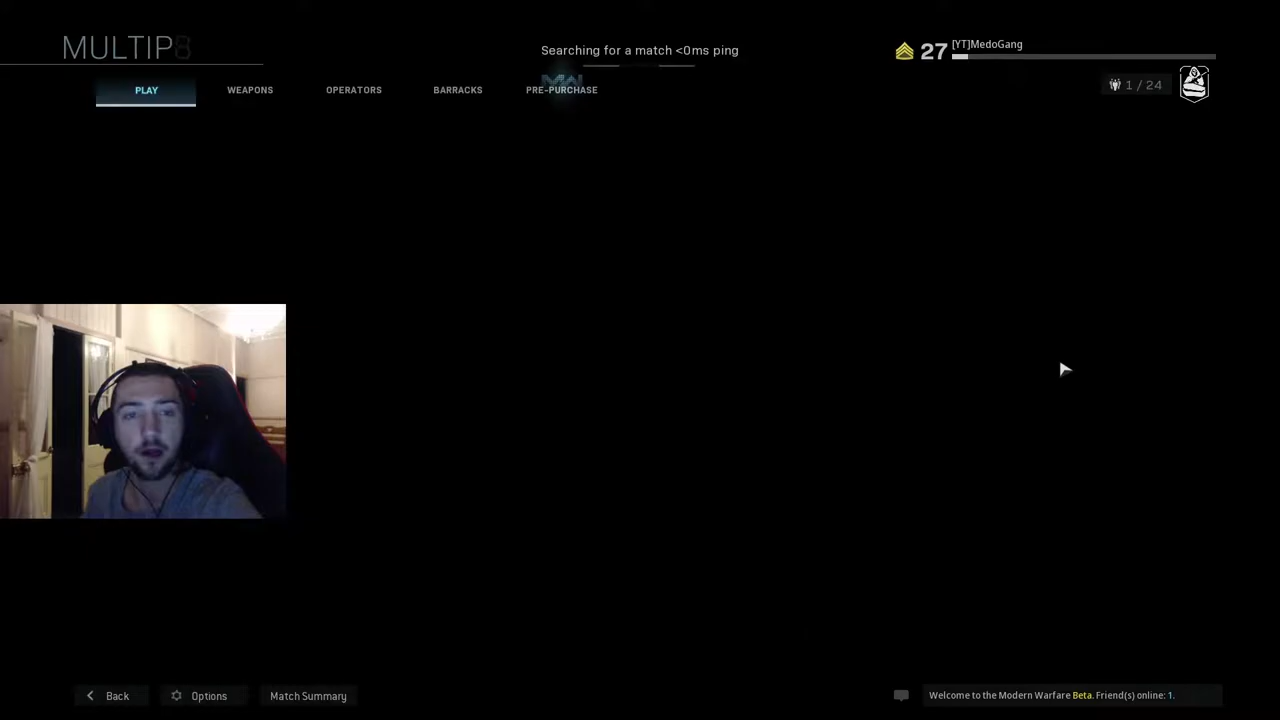 MULTIP
Searching for a match <0ms ping
27 [YT]MedoGang
PLAY WEAPONS OPERATORS BARRACKS PRE-PURCHASE
1 / 24
Back Options Match Summary
Welcome to the Modern Warfare Beta. Friend(s) online: 1.